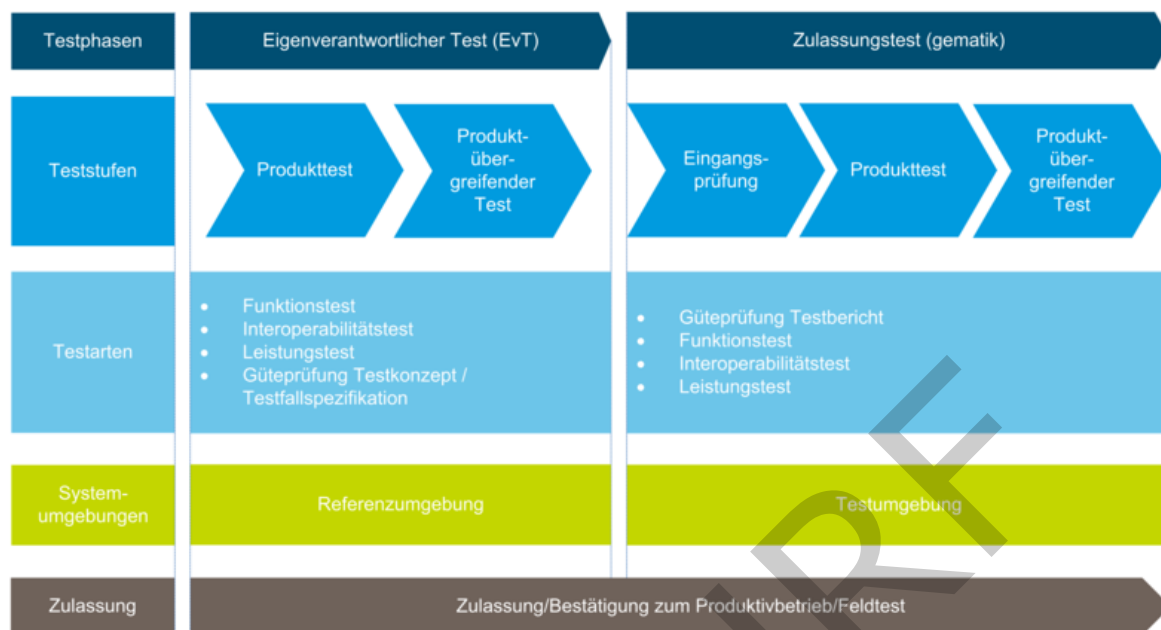 Testphasen
Eigenverantwortlicher Test (EvT)
Zulassungstest (gematik)
Teststufen
Produkttest
Produkt-
über-
greifender
Test
Eingangs-
prüfung
Produkttest
Produkt-
über-
greifender
Test
Testarten
• Funktionstest
• Interoperabilitätstest
• Leistungstest
• Güteprüfung Testkonzept /
Testfallspezifikation
• Güteprüfung Testbericht
• Funktionstest
• Interoperabilitätstest
• Leistungstest
System-
umgebungen
Referenzumgebung
Testumgebung
Zulassung
Zulassung/Bestätigung zum Produktivbetrieb/Feldtest